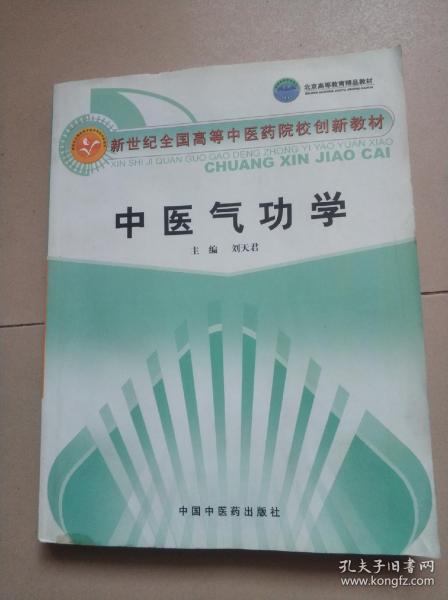 北京高等教育精品教材
新世纪全国高等中医药院校创新教材
XIN SHI JI QUAN GUO GAO DENG ZHONG YI YAO YUAN XIAO
CHUANG XIN JIAO CAI
中医气功学
主编 刘天君
中国中医药出版社
孔夫子旧书网
www.kongfz.com